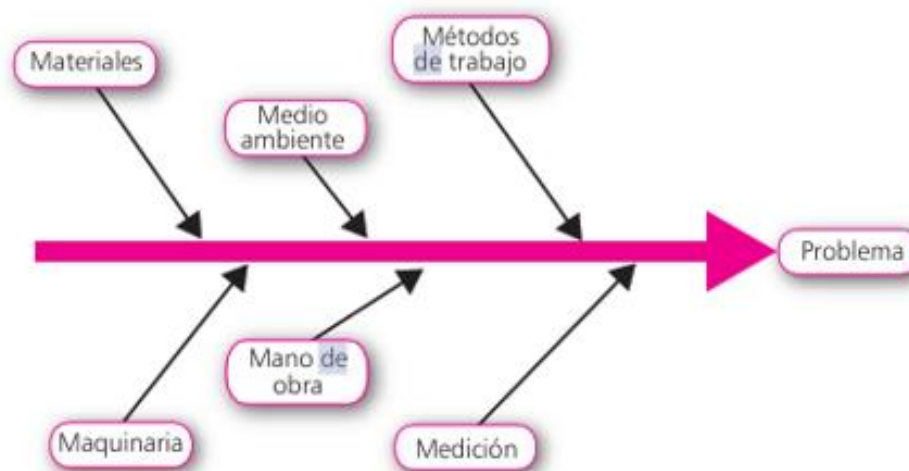 Materiales
Métodos
de trabajo
Medio
ambiente
Problema
Mano de
obra
Maquinaria
Medición